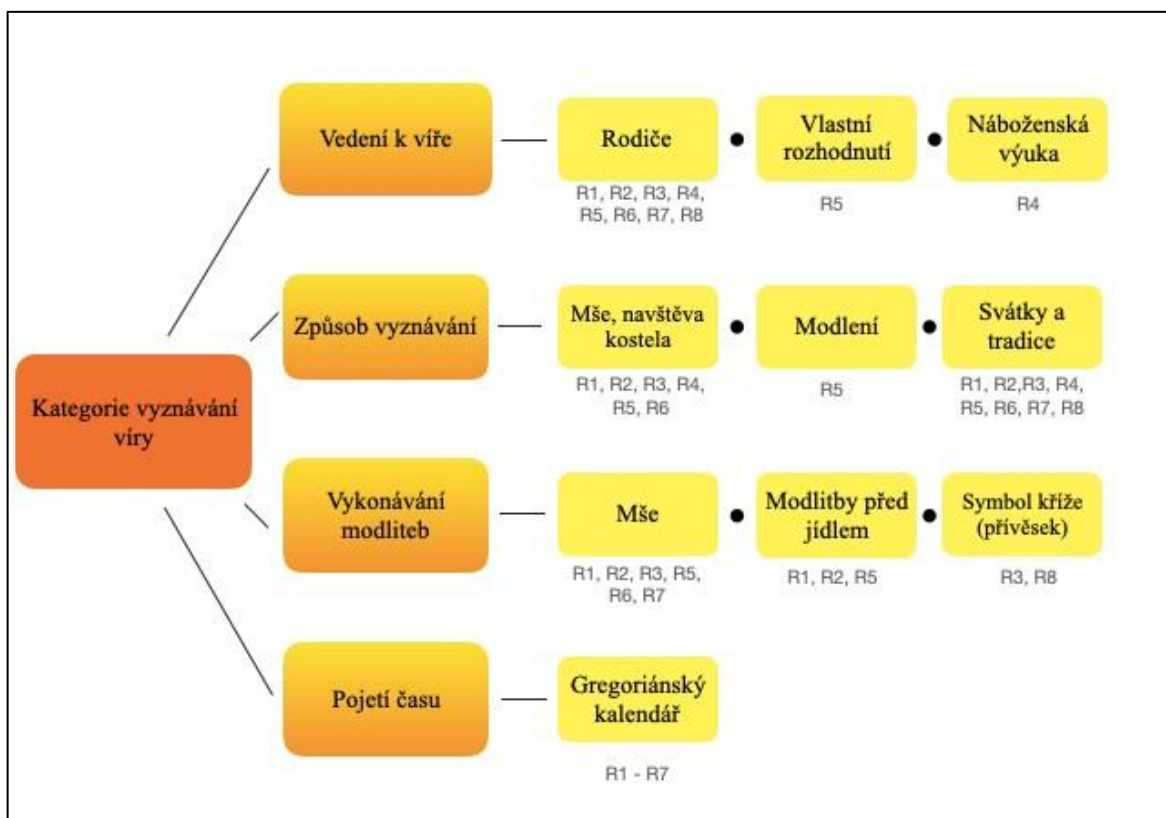 Vedení k víře
Rodiče
Vlastní
rozhodnutí
Náboženská
výuka
R1, R2, R3, R4,
R5, R6, R7, R8
R5
R4
Způsob vyznávání
Mše, navštěva
kostela
Modlení
Svátky a
tradice
R1, R2, R3, R4,
R5, R6
R5
R1, R2,R3, R4,
R5, R6, R7, R8
Kategorie vyznávání
víry
Vykonávání
modliteb
Mše
Modlitby před
jídlem
Symbol kříže
(přívěsek)
R1, R2, R3, R5,
R6, R7
R1, R2, R5
R3, R8
Pojetí času
Gregoriánský
kalendář
R1 - R7